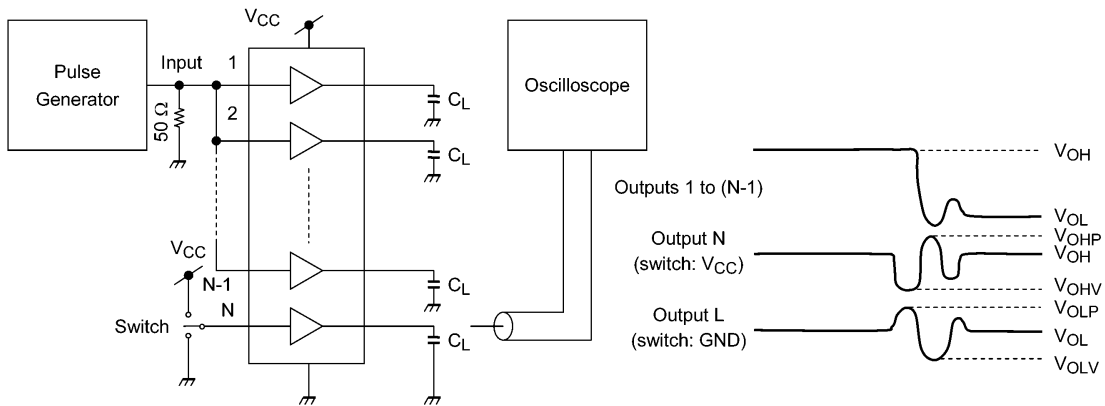 Pulse
Generator
Input
50 Ω
1
2
N-1
N
VCC
VCC
Switch
CL
CL
CL
CL
Oscilloscope
Outputs 1 to (N-1)
VOH
VOL
Output N
(switch: VCC)
VOHP
VOH
VOHV
Output L
(switch: GND)
VOLP
VOL
VOLV